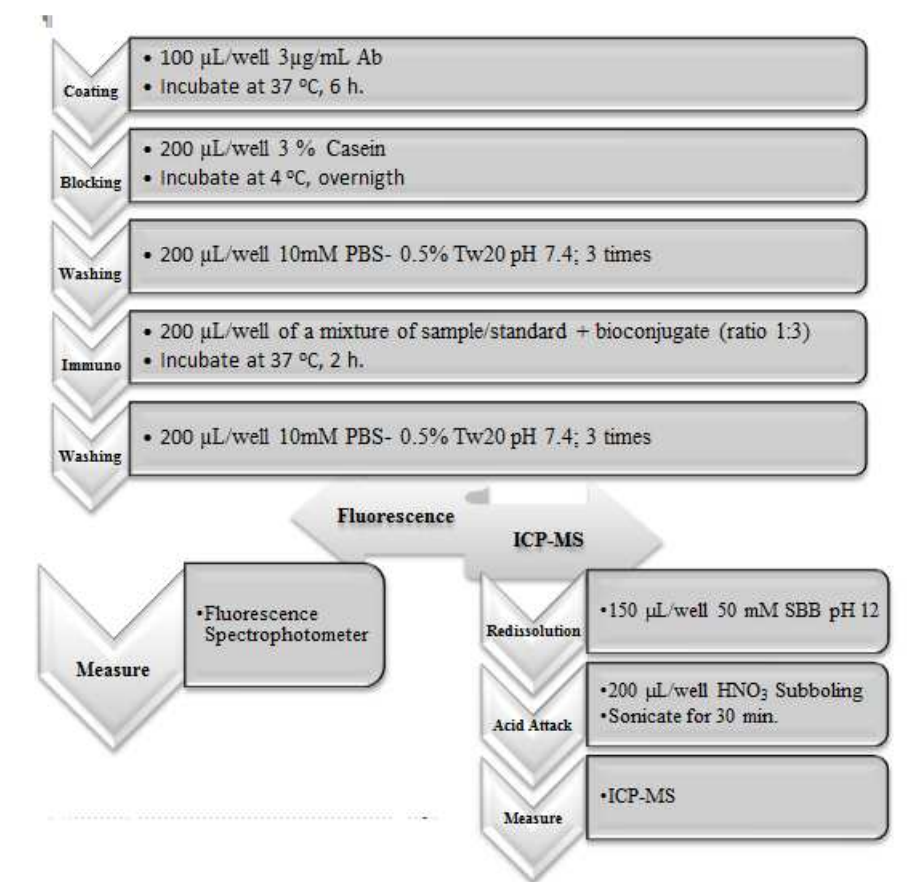 ¶
Coating
• 100 µL/well 3µg/mL Ab
• Incubate at 37 ºC, 6 h.
Blocking
• 200 µL/well 3 % Casein
• Incubate at 4 ºC, overnigth
Washing
• 200 µL/well 10mM PBS- 0.5% Tw20 pH 7.4; 3 times
Immuno
• 200 µL/well of a mixture of sample/standard + bioconjugate (ratio 1:3)
• Incubate at 37 ºC, 2 h.
Washing
• 200 µL/well 10mM PBS- 0.5% Tw20 pH 7.4; 3 times
Fluorescence
ICP-MS
Measure
•Fluorescence
Spectrophotometer
Redissolution
•150 µL/well 50 mM SBB pH 12
Acid Attack
•200 µL/well HNO₃ Subboling
•Sonicate for 30 min.
Measure
•ICP-MS